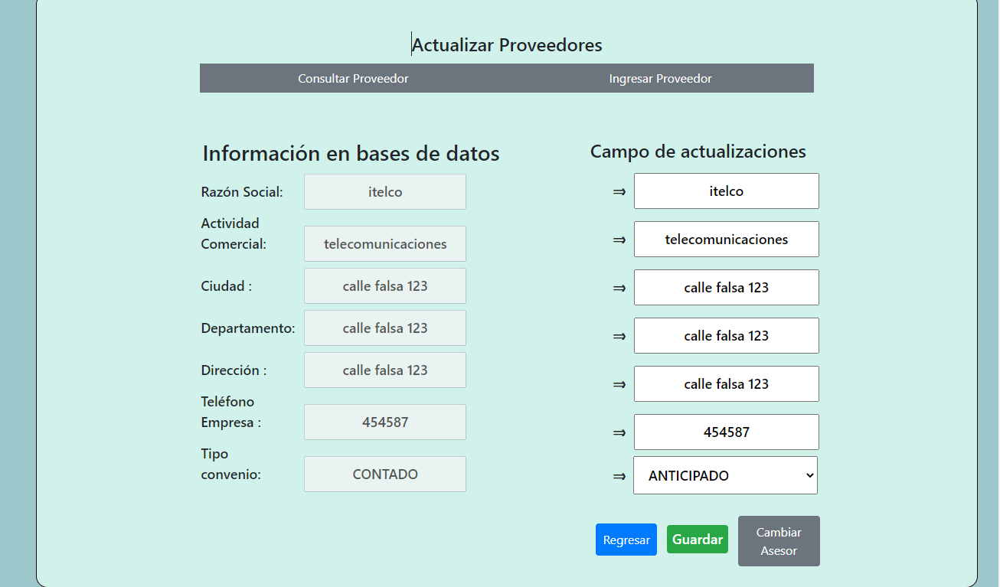 Actualizar Proveedores
Consultar Proveedor Ingresar Proveedor
Información en bases de datos
Campo de actualizaciones
Razón Social: itelco ⇒ itelco
Actividad
Comercial: telecomunicaciones ⇒ telecomunicaciones
Ciudad : calle falsa 123 ⇒ calle falsa 123
Departamento: calle falsa 123 ⇒ calle falsa 123
Dirección : calle falsa 123 ⇒ calle falsa 123
Teléfono
Empresa : 454587 ⇒ 454587
Tipo
convenio: CONTADO ⇒ ANTICIPADO
Regresar Guardar Cambiar
Asesor